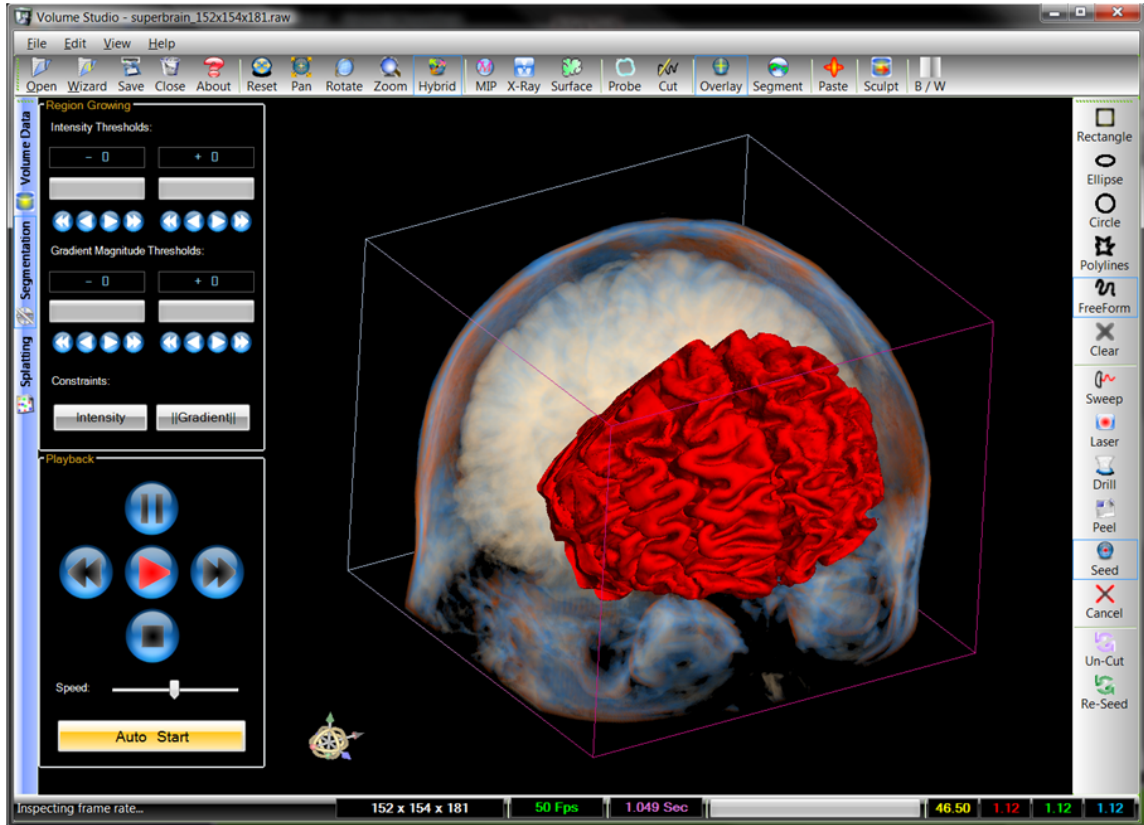 Volume Studio - superbrain_152x154x181.raw
File Edit View Help
Open Wizard Save Close About Reset Pan Rotate Zoom Hybrid MIP X-Ray Surface Probe Cut Overlay Segment Paste Sculpt B / W
Volume Data
Segmentation
Splatting
Region Growing
Intensity Thresholds:
- 0 + 0
Gradient Magnitude Thresholds:
- 0 + 0
Constraints:
Intensity ||Gradient||
Playback
Speed:
Auto Start
Rectangle
Ellipse
Circle
Polylines
FreeForm
Clear
Sweep
Laser
Drill
Peel
Seed
Cancel
Un-Cut
Re-Seed
Inspecting frame rate... 152 x 154 x 181 50 Fps 1.049 Sec 46.50 1.12 1.12 1.12